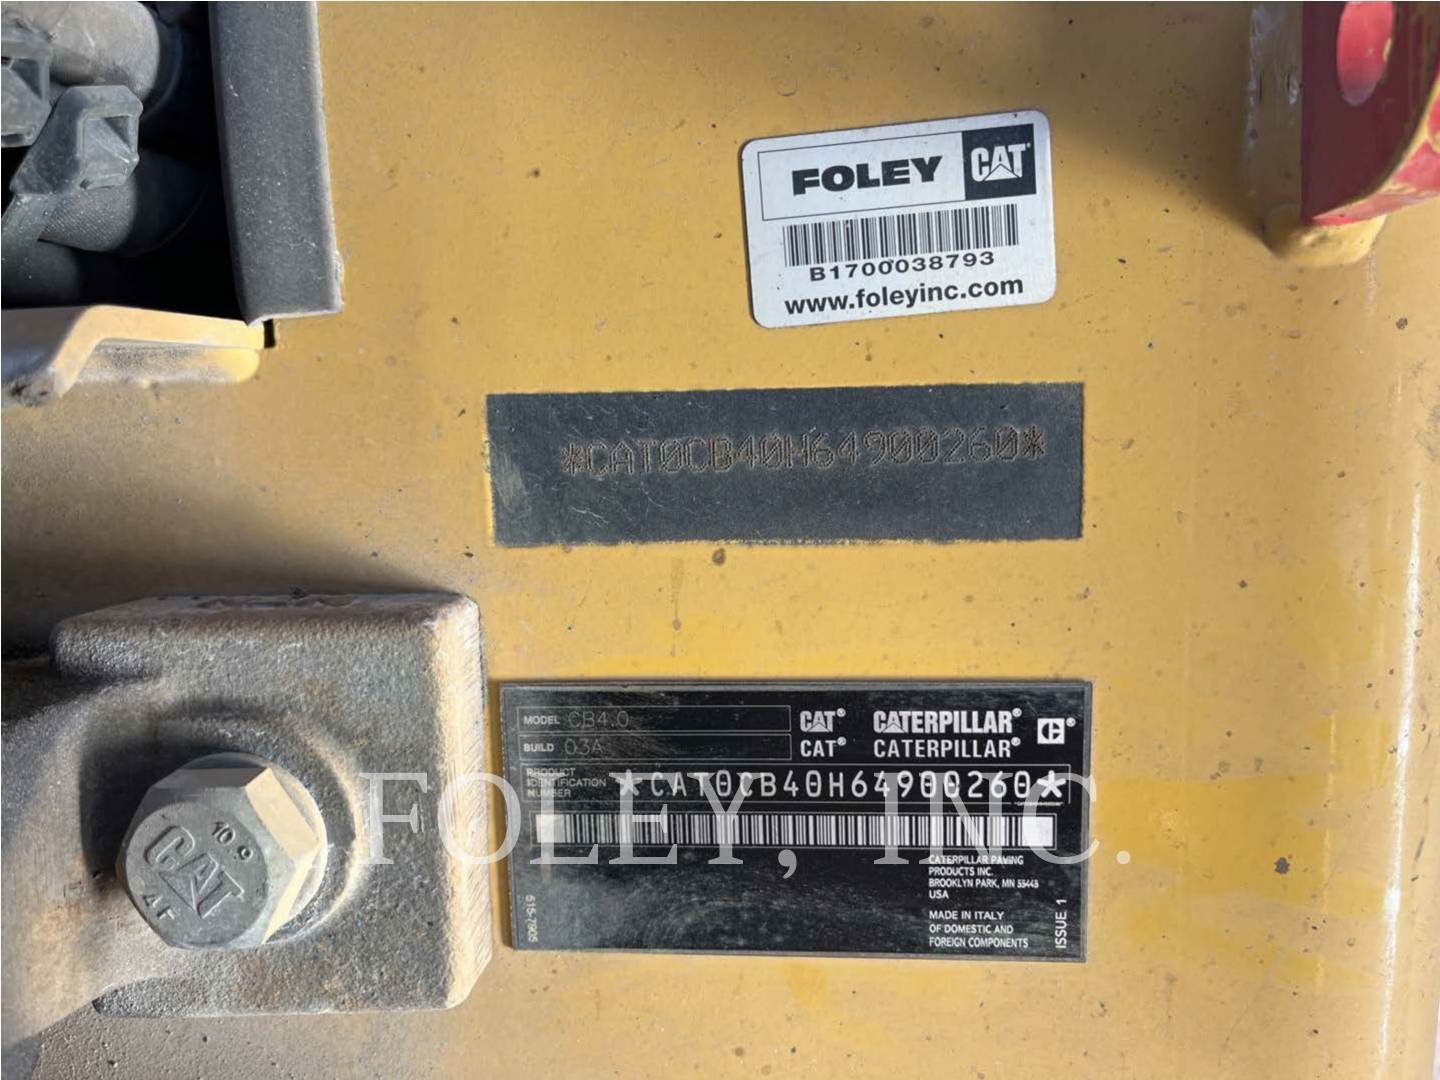 FOLEY CAT
B1700038793
www.foleyinc.com
*CAT0CB40H64900260*
MODEL CB4.0
BUILD 03A
CAT® CATERPILLAR®
CAT® CATERPILLAR®
PRODUCT IDENTIFICATION NUMBER *CAT0CB40H64900260*
CATERPILLAR PAVING
PRODUCTS INC.
BROOKLYN PARK, MN 55445
USA
MADE IN ITALY
OF DOMESTIC AND
FOREIGN COMPONENTS
ISSUE 1
515-7905
10.9
CAT
FOLEY, INC.